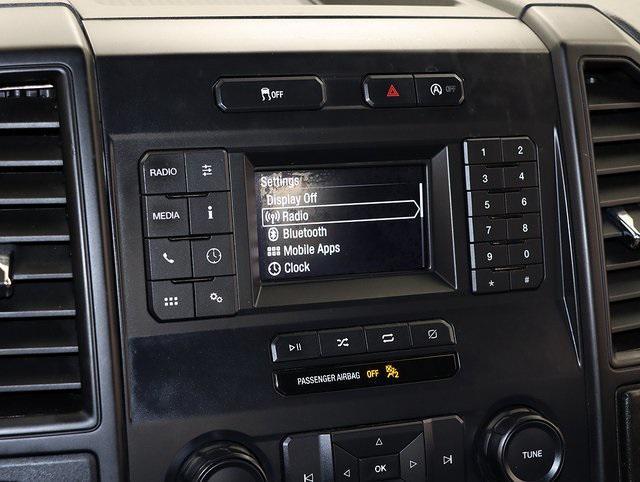 OFF
A OFF
RADIO
MEDIA
i
Settings
Display Off
Radio
Bluetooth
Mobile Apps
Clock
1 2
3 4
5 6
7 8
9 0
* #
PASSENGER AIRBAG OFF 2
OK
TUNE